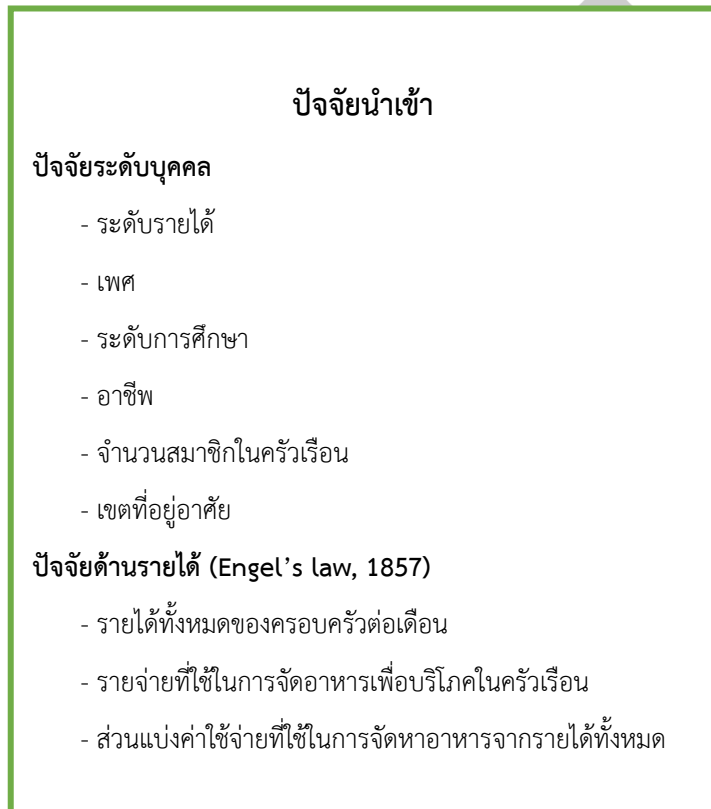 ปัจจัยนำเข้า
ปัจจัยระดับบุคคล
- ระดับรายได้
- เพศ
- ระดับการศึกษา
- อาชีพ
- จำนวนสมาชิกในครัวเรือน
- เขตที่อยู่อาศัย
ปัจจัยด้านรายได้ (Engel’s law, 1857)
- รายได้ทั้งหมดของครอบครัวต่อเดือน
- รายจ่ายที่ใช้ในการจัดอาหารเพื่อบริโภคในครัวเรือน
- ส่วนแบ่งค่าใช้จ่ายที่ใช้ในการจัดหาอาหารจากรายได้ทั้งหมด